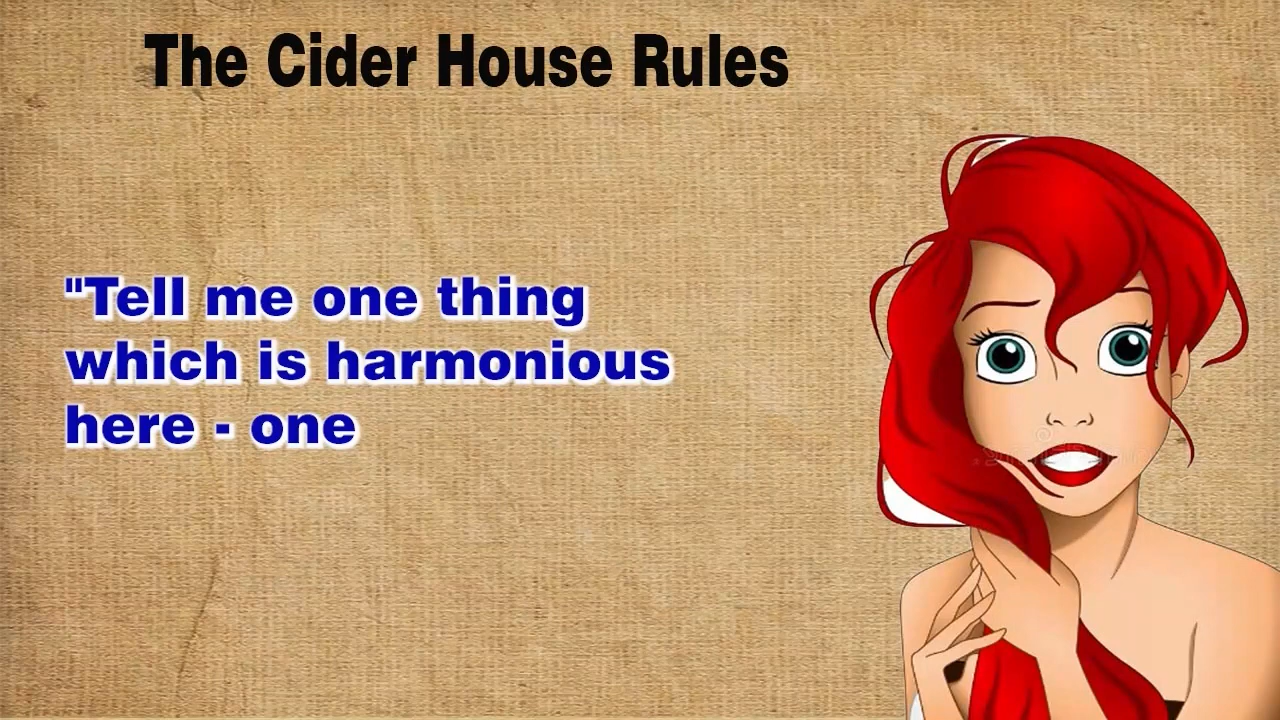 The Cider House Rules
"Tell me one thing
which is harmonious
here - one